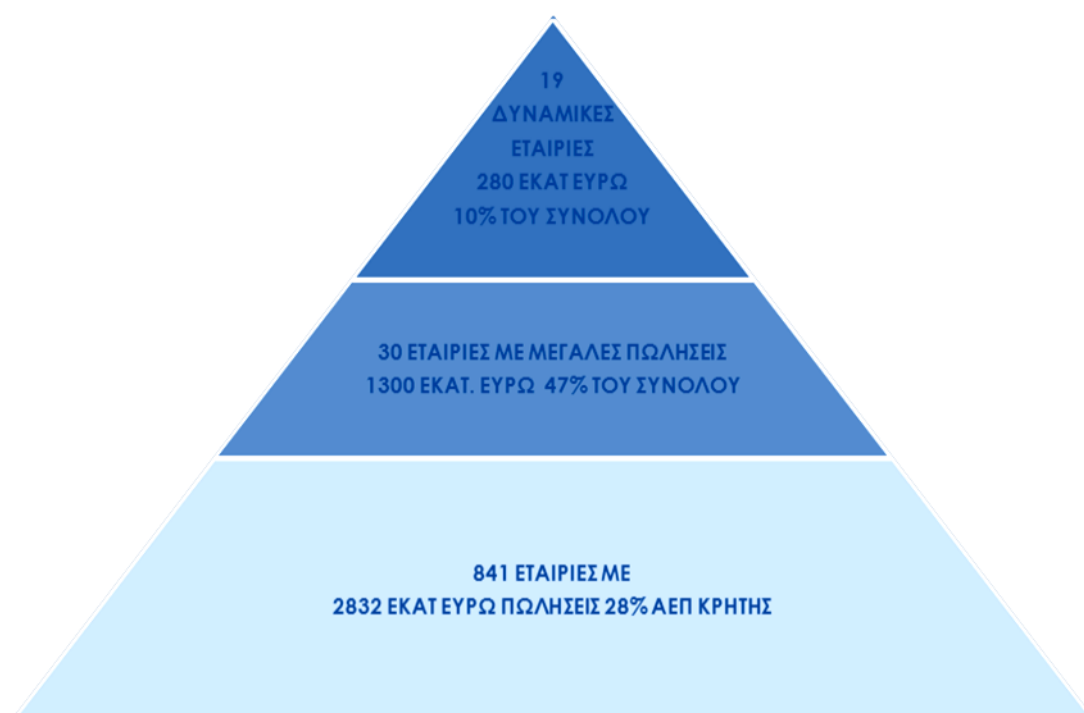 19
ΔΥΝΑΜΙΚΕΣ
ΕΤΑΙΡΙΕΣ
280 ΕΚΑΤ ΕΥΡΩ
10% ΤΟΥ ΣΥΝΟΛΟΥ
30 ΕΤΑΙΡΙΕΣ ΜΕ ΜΕΓΑΛΕΣ ΠΩΛΗΣΕΙΣ
1300 ΕΚΑΤ. ΕΥΡΩ 47% ΤΟΥ ΣΥΝΟΛΟΥ
841 ΕΤΑΙΡΙΕΣ ΜΕ
2832 ΕΚΑΤ ΕΥΡΩ ΠΩΛΗΣΕΙΣ 28% ΑΕΠ ΚΡΗΤΗΣ